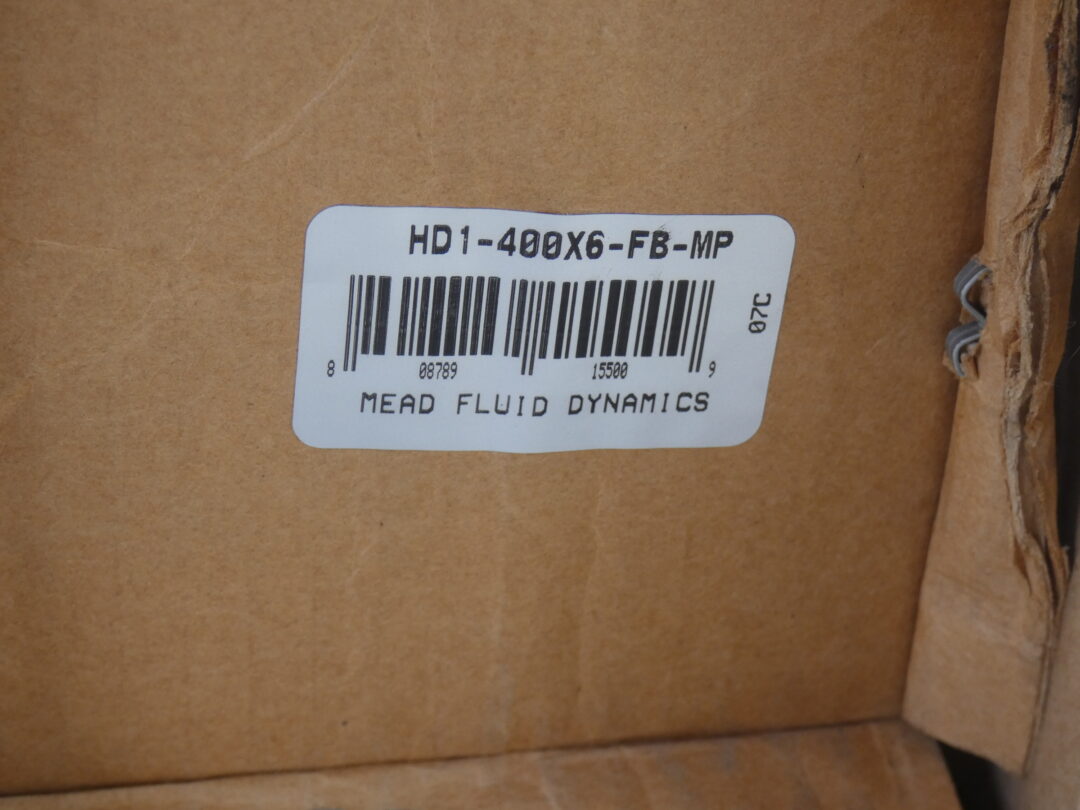 HD1-400X6-FB-MP
07C
8 08789 15500 9
MEAD FLUID DYNAMICS